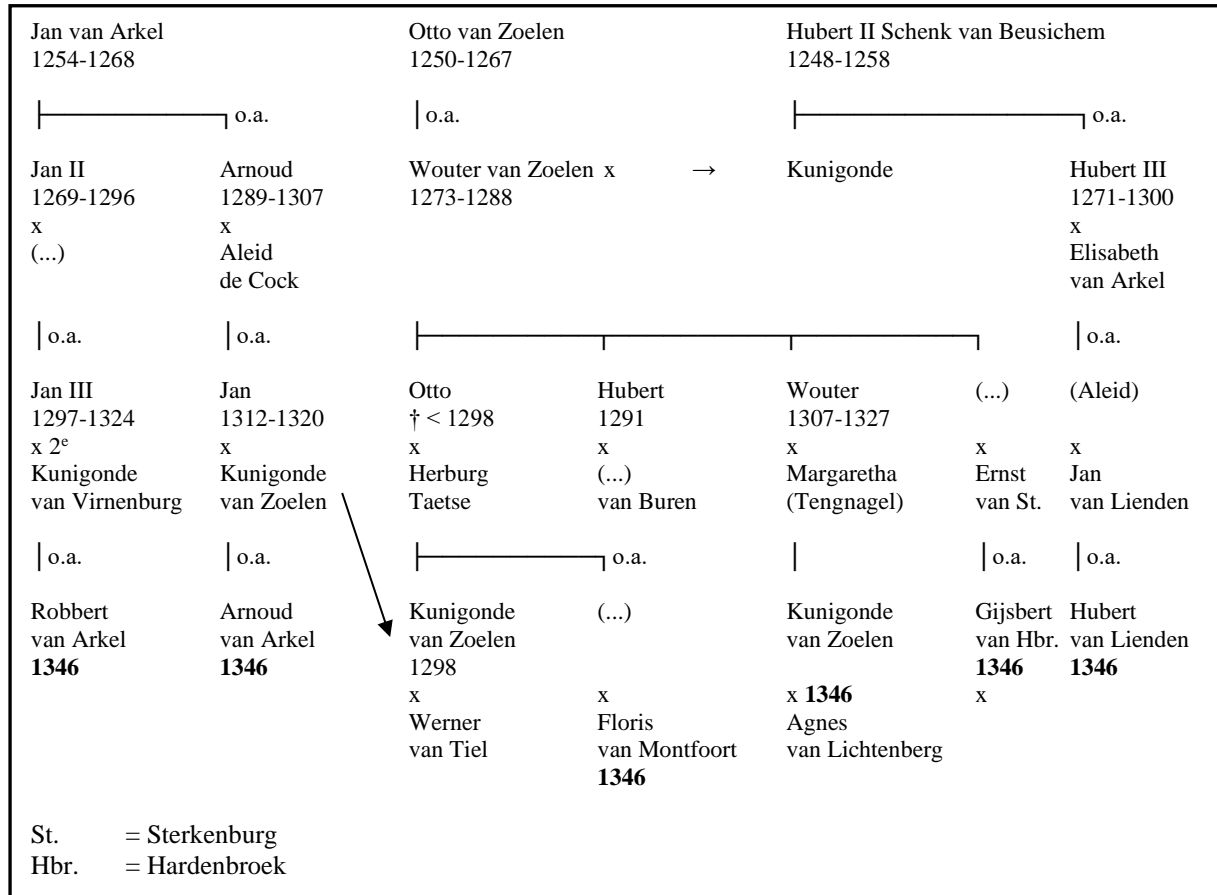 Jan van Arkel Otto van Zoelen Hubert II Schenk van Beusichem
1254-1268 1250-1267 1248-1258
o.a. o.a. o.a.
Jan II Arnoud Wouter van Zoelen x → Kunigonde Hubert III
1269-1296 1289-1307 1273-1288 1271-1300
x x x
(...) Aleid Elisabeth
de Cock van Arkel
o.a. o.a. o.a.
Jan III Jan Otto Hubert Wouter (...) (Aleid)
1297-1324 1312-1320 † < 1298 1291 1307-1327
x 2e x x x x x x
Kunigonde Kunigonde Herburg (...) Margaretha Ernst Jan
van Virnenburg van Zoelen Taetse van Buren (Tengnagel) van St. van Lienden
o.a. o.a. o.a. o.a. o.a.
Robbert Arnoud Kunigonde (...) Kunigonde Gijsbert Hubert
van Arkel van Arkel van Zoelen van Zoelen van Hbr. van Lienden
1346 1346 1298 1346 1346
x x x 1346 x
Werner Floris Agnes
van Tiel van Montfoort van Lichtenberg
1346
St. = Sterkenburg
Hbr. = Hardenbroek